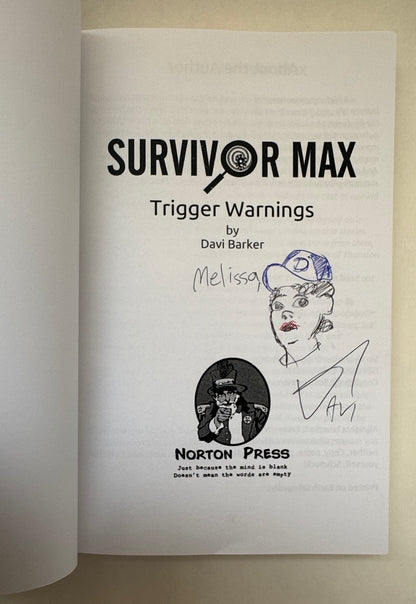 SURVIVOR MAX
Trigger Warnings
by
Davi Barker
Melissa,
D
DAVI
NORTON PRESS
Just because the mind is blank
Doesn't mean the words are empty